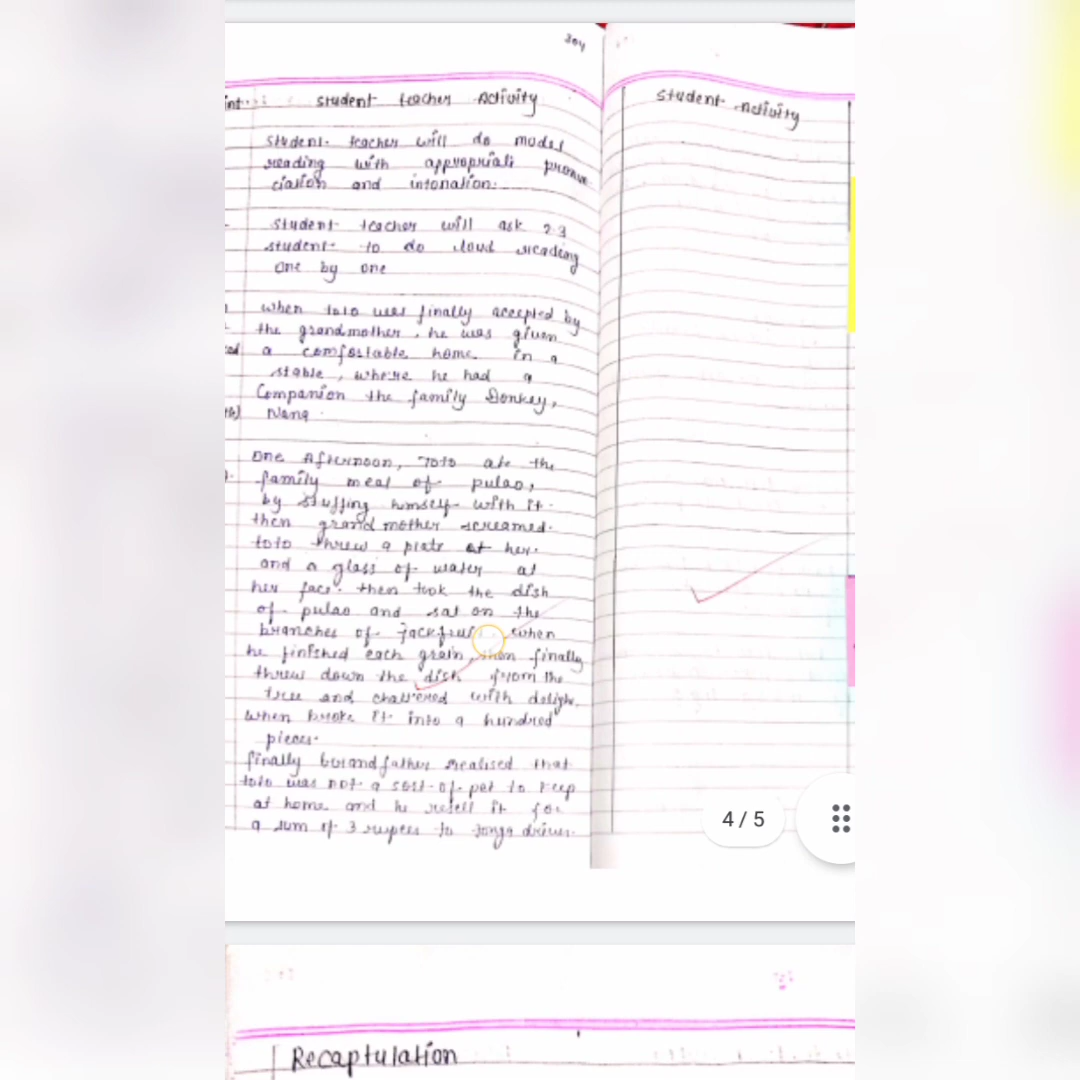 304
Student teacher Activity
Student Activity
Student teacher will do model
reading with appropriate pronun
ciation and intonation.
Student teacher will ask 2-3
student to do loud reading
one by one
when toto was finally accepted by
the grandmother, he was given
a comfortable home in a
stable, where he had a
Companion the family Donkey,
Nana
One Afternoon, Toto ate the
family meal of pulao,
by stuffing himself with it.
then grand mother screamed.
toto threw a plate at her.
and a glass of water at
her face. then took the dish
of pulao and sat on the
branches of Jackfruit, when
he finished each grain, then finally
threw down the dish from the
tree and chattered with delight.
when broke it into a hundred
pieces.
finally Grandfather realised that
toto was not a sort of pet to keep
at home and he resell it for
a sum of 3 rupees to tonga driver.
4 / 5
Recaptulation